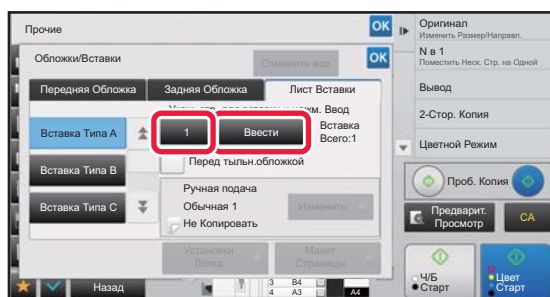 Прочие
OK
Обложки/Вставки
Отменить все
OK
Передняя Обложка
Задняя Обложка
Лист Вставки
Ввод
Вставка Типа A
1
Ввести
Вставка
Всего:1
Перед тыльн.обложкой
Вставка Типа B
Ручная подача
Обычная 1
Изменить
Не Копировать
Вставка Типа C
Установки
Лотка
Макет
Страницы
Назад
3 B4
4 A3
A4
Оригинал
Изменить Размер/Направл.
N в 1
Поместить Неск. Стр. на Одной
Вывод
2-Стор. Копия
Цветной Режим
Проб. Копия
Предварит.
Просмотр
CA
Ч/Б
Старт
Цвет
Старт